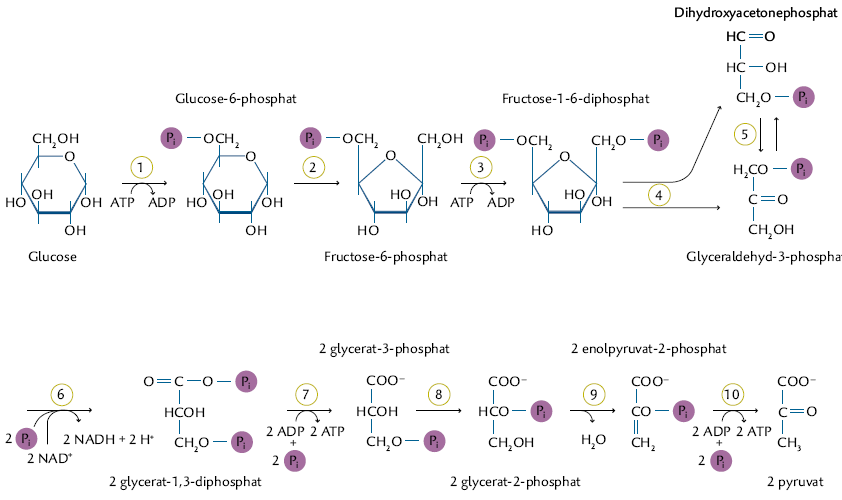 Dihydroxyacetonephosphat
HC=O
HC-OH
CH₂O-Pᵢ
5
H₂CO-Pᵢ
C=O
CH₂OH
Glyceraldehyd-3-phospha
Glucose-6-phosphat
Fructose-1-6-diphosphat
CH₂OH
O
HO OH OH
OH
Glucose
1
ATP ADP
Pᵢ-OCH₂
O
HO OH OH
OH
2
Pᵢ-OCH₂ CH₂OH
O
HO OH
HO
Fructose-6-phosphat
3
ATP ADP
Pᵢ-OCH₂ CH₂O-Pᵢ
O
HO OH
HO
4
2 glycerat-3-phosphat
2 enolpyruvat-2-phosphat
6
2 Pᵢ
2 NAD⁺
2 NADH + 2 H⁺
O=C-O-Pᵢ
HCOH
CH₂O-Pᵢ
2 glycerat-1,3-diphosphat
7
2 ADP 2 ATP
+
2 Pᵢ
COO⁻
HCOH
CH₂O-Pᵢ
8
COO⁻
HCO-Pᵢ
CH₂OH
2 glycerat-2-phosphat
9
H₂O
COO⁻
CO-Pᵢ
CH₂
10
2 ADP 2 ATP
+
2 Pᵢ
COO⁻
C=O
CH₃
2 pyruvat